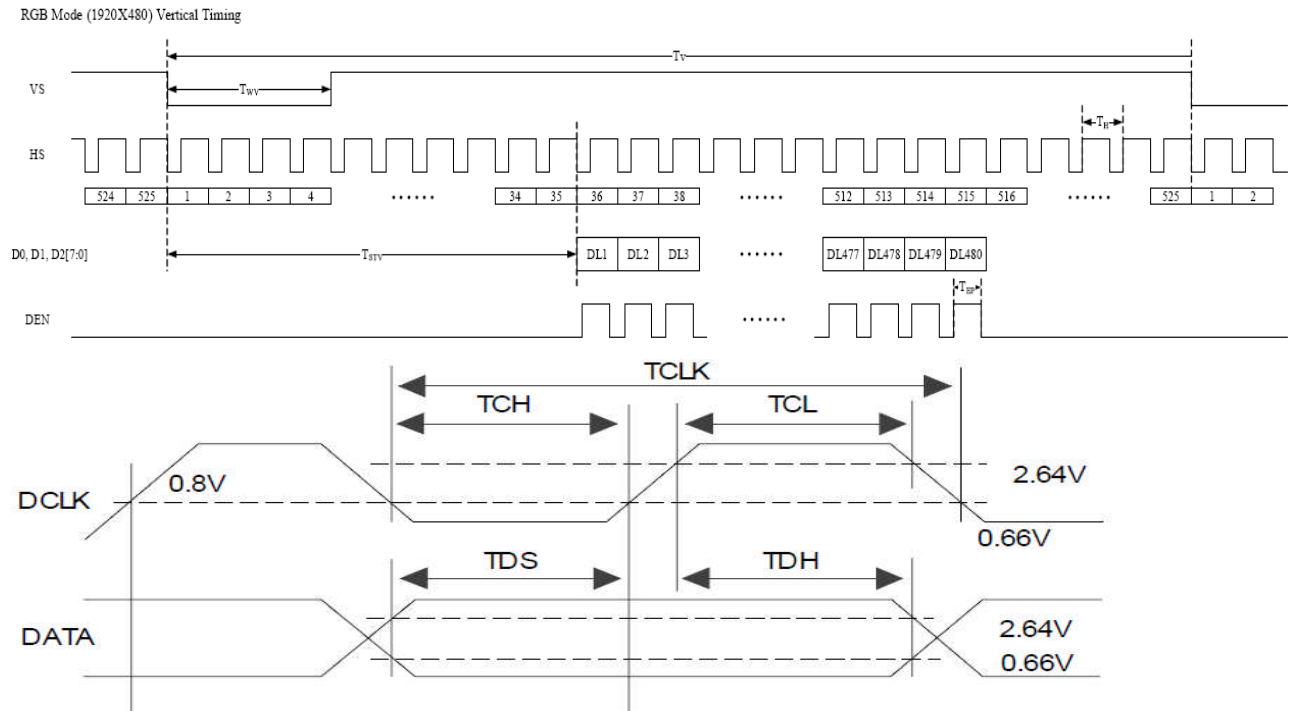 RGB Mode (1920X480) Vertical Timing
TV
VS
TWV
HS
TH
524 525 1 2 3 4 ······ 34 35 36 37 38 ······ 512 513 514 515 516 ······ 525 1 2
D0, D1, D2[7:0]
TSTV
DL1 DL2 DL3 ······ DL477 DL478 DL479 DL480
TEP
DEN
······
TCLK
TCH TCL
0.8V
2.64V
DCLK
0.66V
TDS TDH
DATA
2.64V
0.66V